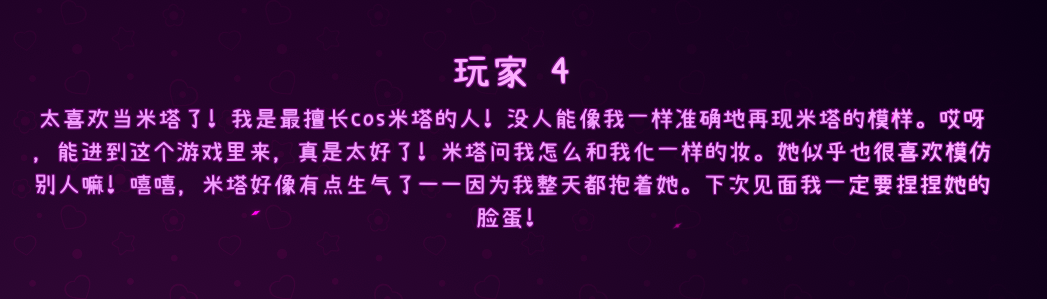 玩家 4
太喜欢当米塔了！我是最擅长cos米塔的人！没人能像我一样准确地再现米塔的模样。哎呀
，能进到这个游戏里来，真是太好了！米塔问我怎么和我化一样的妆。她似乎也很喜欢模仿
别人嘛！嘻嘻，米塔好像有点生气了——因为我整天都抱着她。下次见面我一定要捏捏她的
脸蛋！